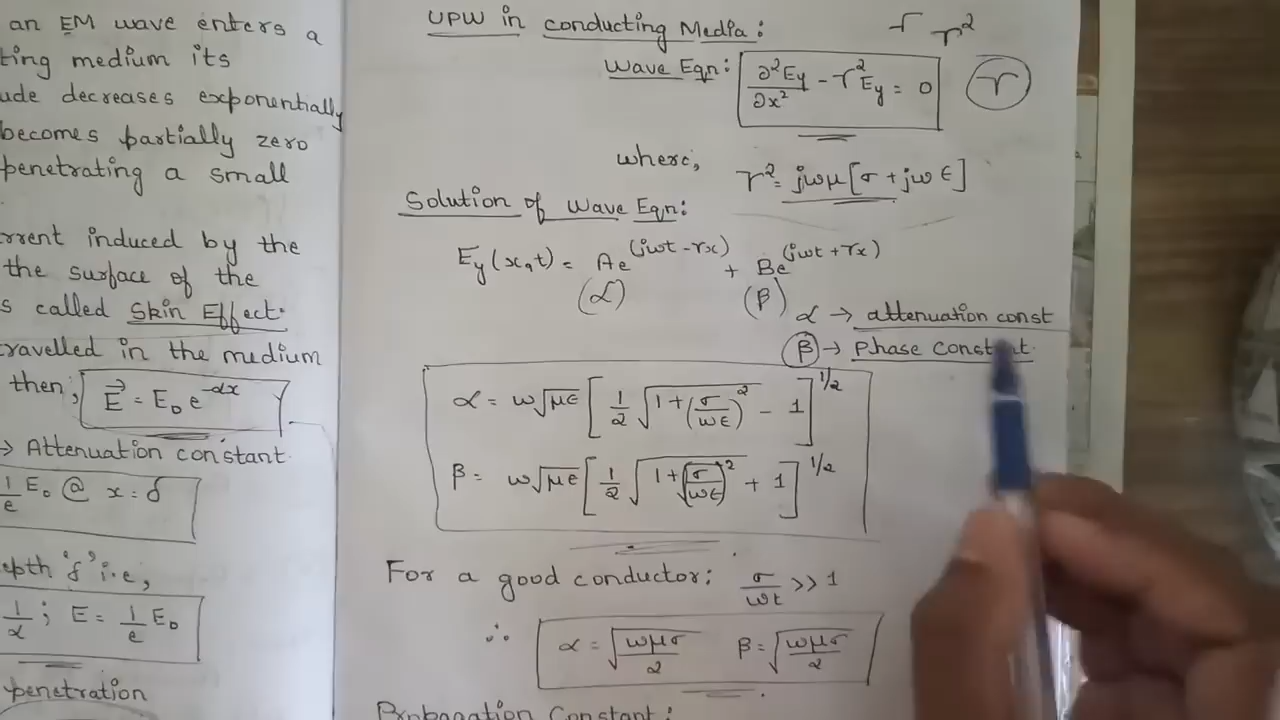 an EM wave enters a
ting medium its
ude decreases exponentially
becomes partially zero
penetrating a small
rrent induced by the
the surface of the
s called Skin Effect.
ravelled in the medium
then; E⃗ = E₀ e^-αx
→ Attenuation constant
1/e E₀ @ x = δ
epth 'δ' i.e,
1/α ; E = 1/e E₀
penetration
UPW in conducting Media:
γ²
Wave Eqn: ∂²Ey/∂x² - γ²Ey = 0 γ
where, γ² = jωμ[σ + jωϵ]
Solution of Wave Eqn:
Ey(x,t) = Ae^(jωt - γx) + Be^(jωt + γx)
(α) (β)
α → attenuation const
β → Phase constant.
α = ω√με [1/2 √1+(σ/ωϵ)² - 1]^1/2
β = ω√με [1/2 √1+(σ/ωϵ)² + 1]^1/2
For a good conductor: σ/ωt >> 1
∴ α = √ωμσ/2 β = √ωμσ/2
Propagation Constant: